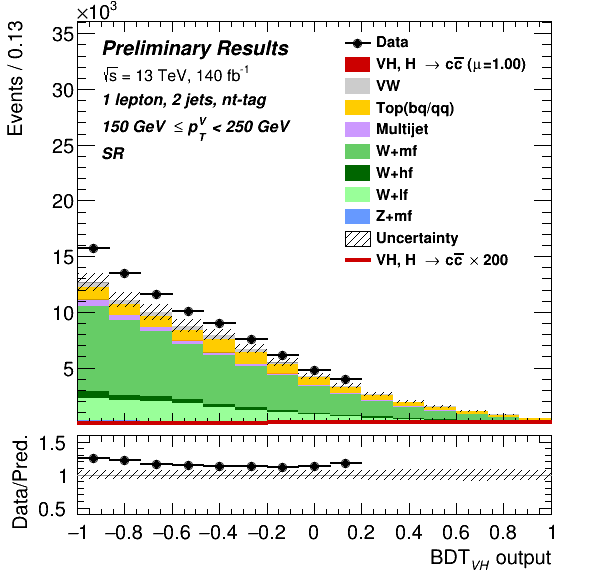 ×10³
Events / 0.13
35
30
25
20
15
10
5
Preliminary Results
√s = 13 TeV, 140 fb⁻¹
1 lepton, 2 jets, nt-tag
150 GeV ≤ p_T^V < 250 GeV
SR
Data
VH, H → cc̅ (μ=1.00)
VW
Top(bq/qq)
Multijet
W+mf
W+hf
W+lf
Z+mf
Uncertainty
VH, H → cc̅ × 200
Data/Pred.
1.5
1
0.5
−1 −0.8 −0.6 −0.4 −0.2 0 0.2 0.4 0.6 0.8 1
BDT_VH output